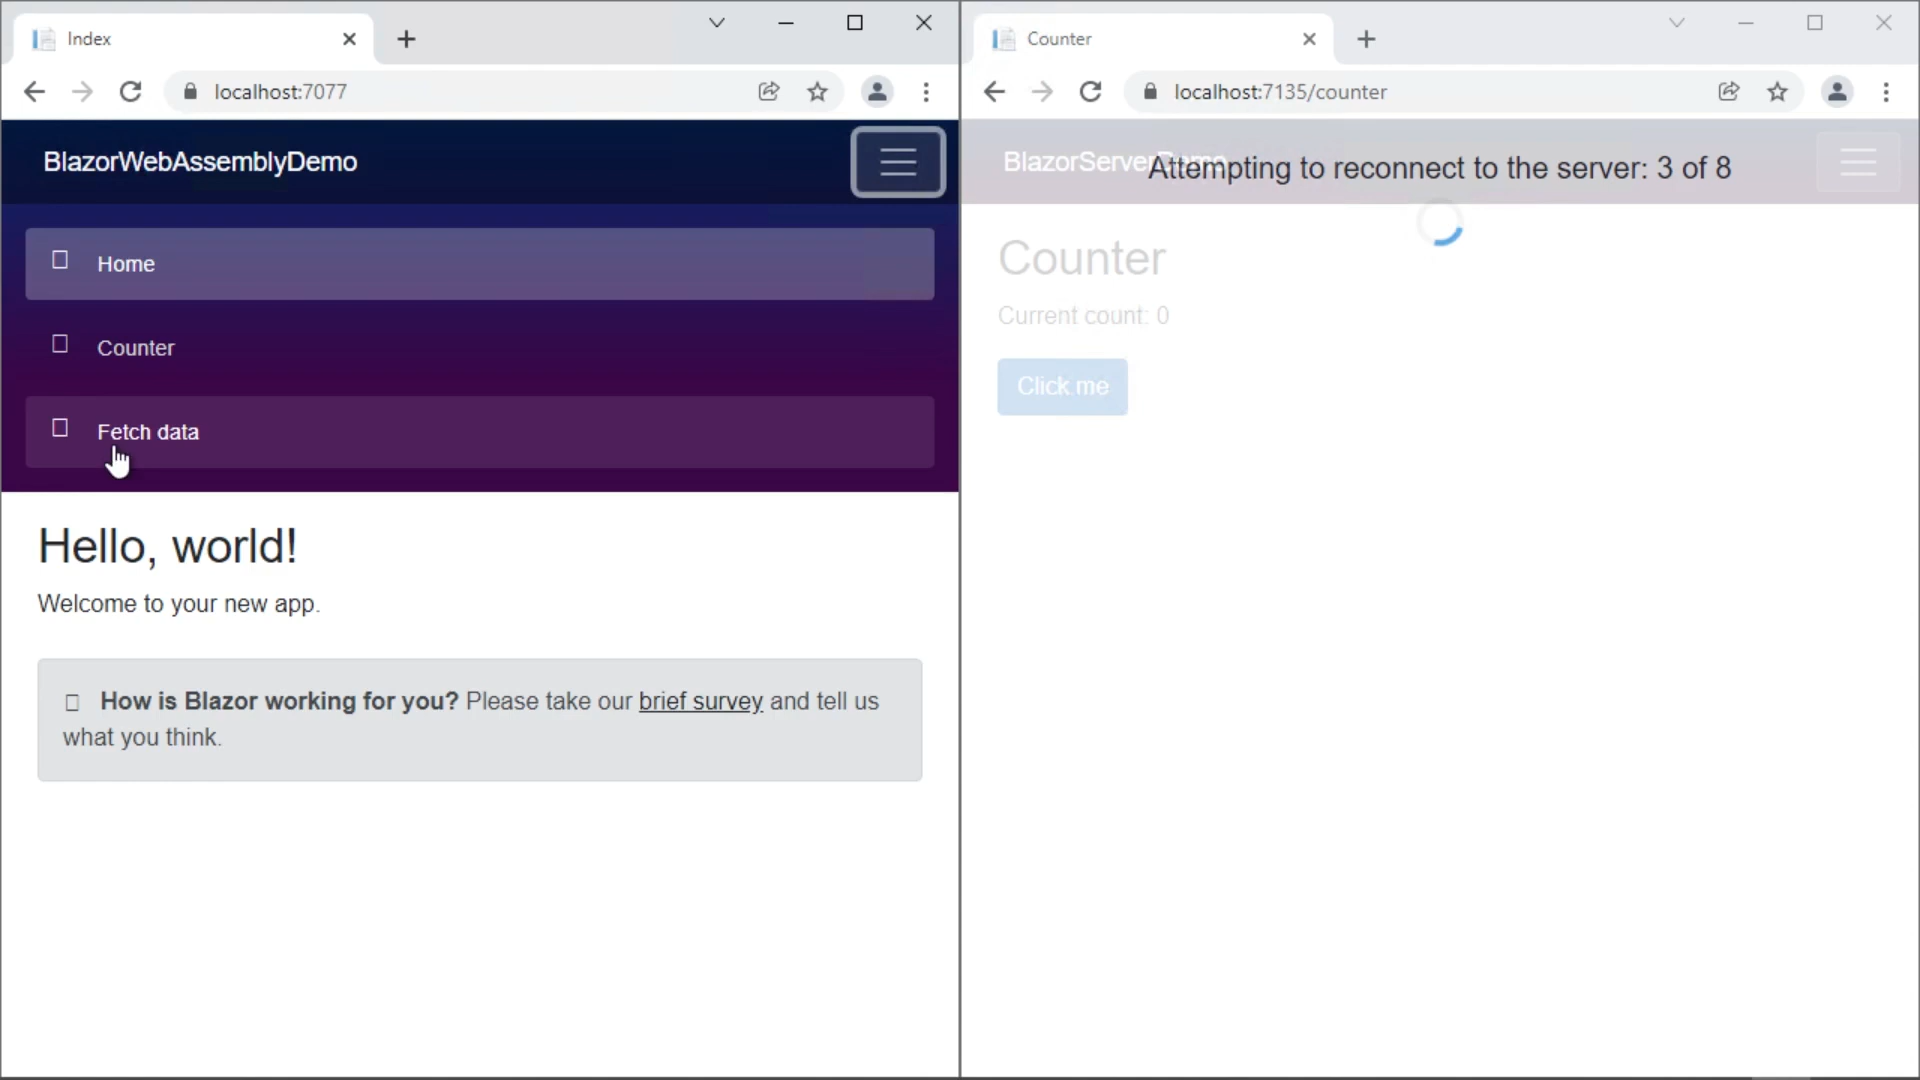 Index
localhost:7077
BlazorWebAssemblyDemo
Home
Counter
Fetch data
Hello, world!
Welcome to your new app.
How is Blazor working for you? Please take our brief survey and tell us
what you think.
Counter
localhost:7135/counter
BlazorServerDemo
Attempting to reconnect to the server: 3 of 8
Counter
Current count: 0
Click me